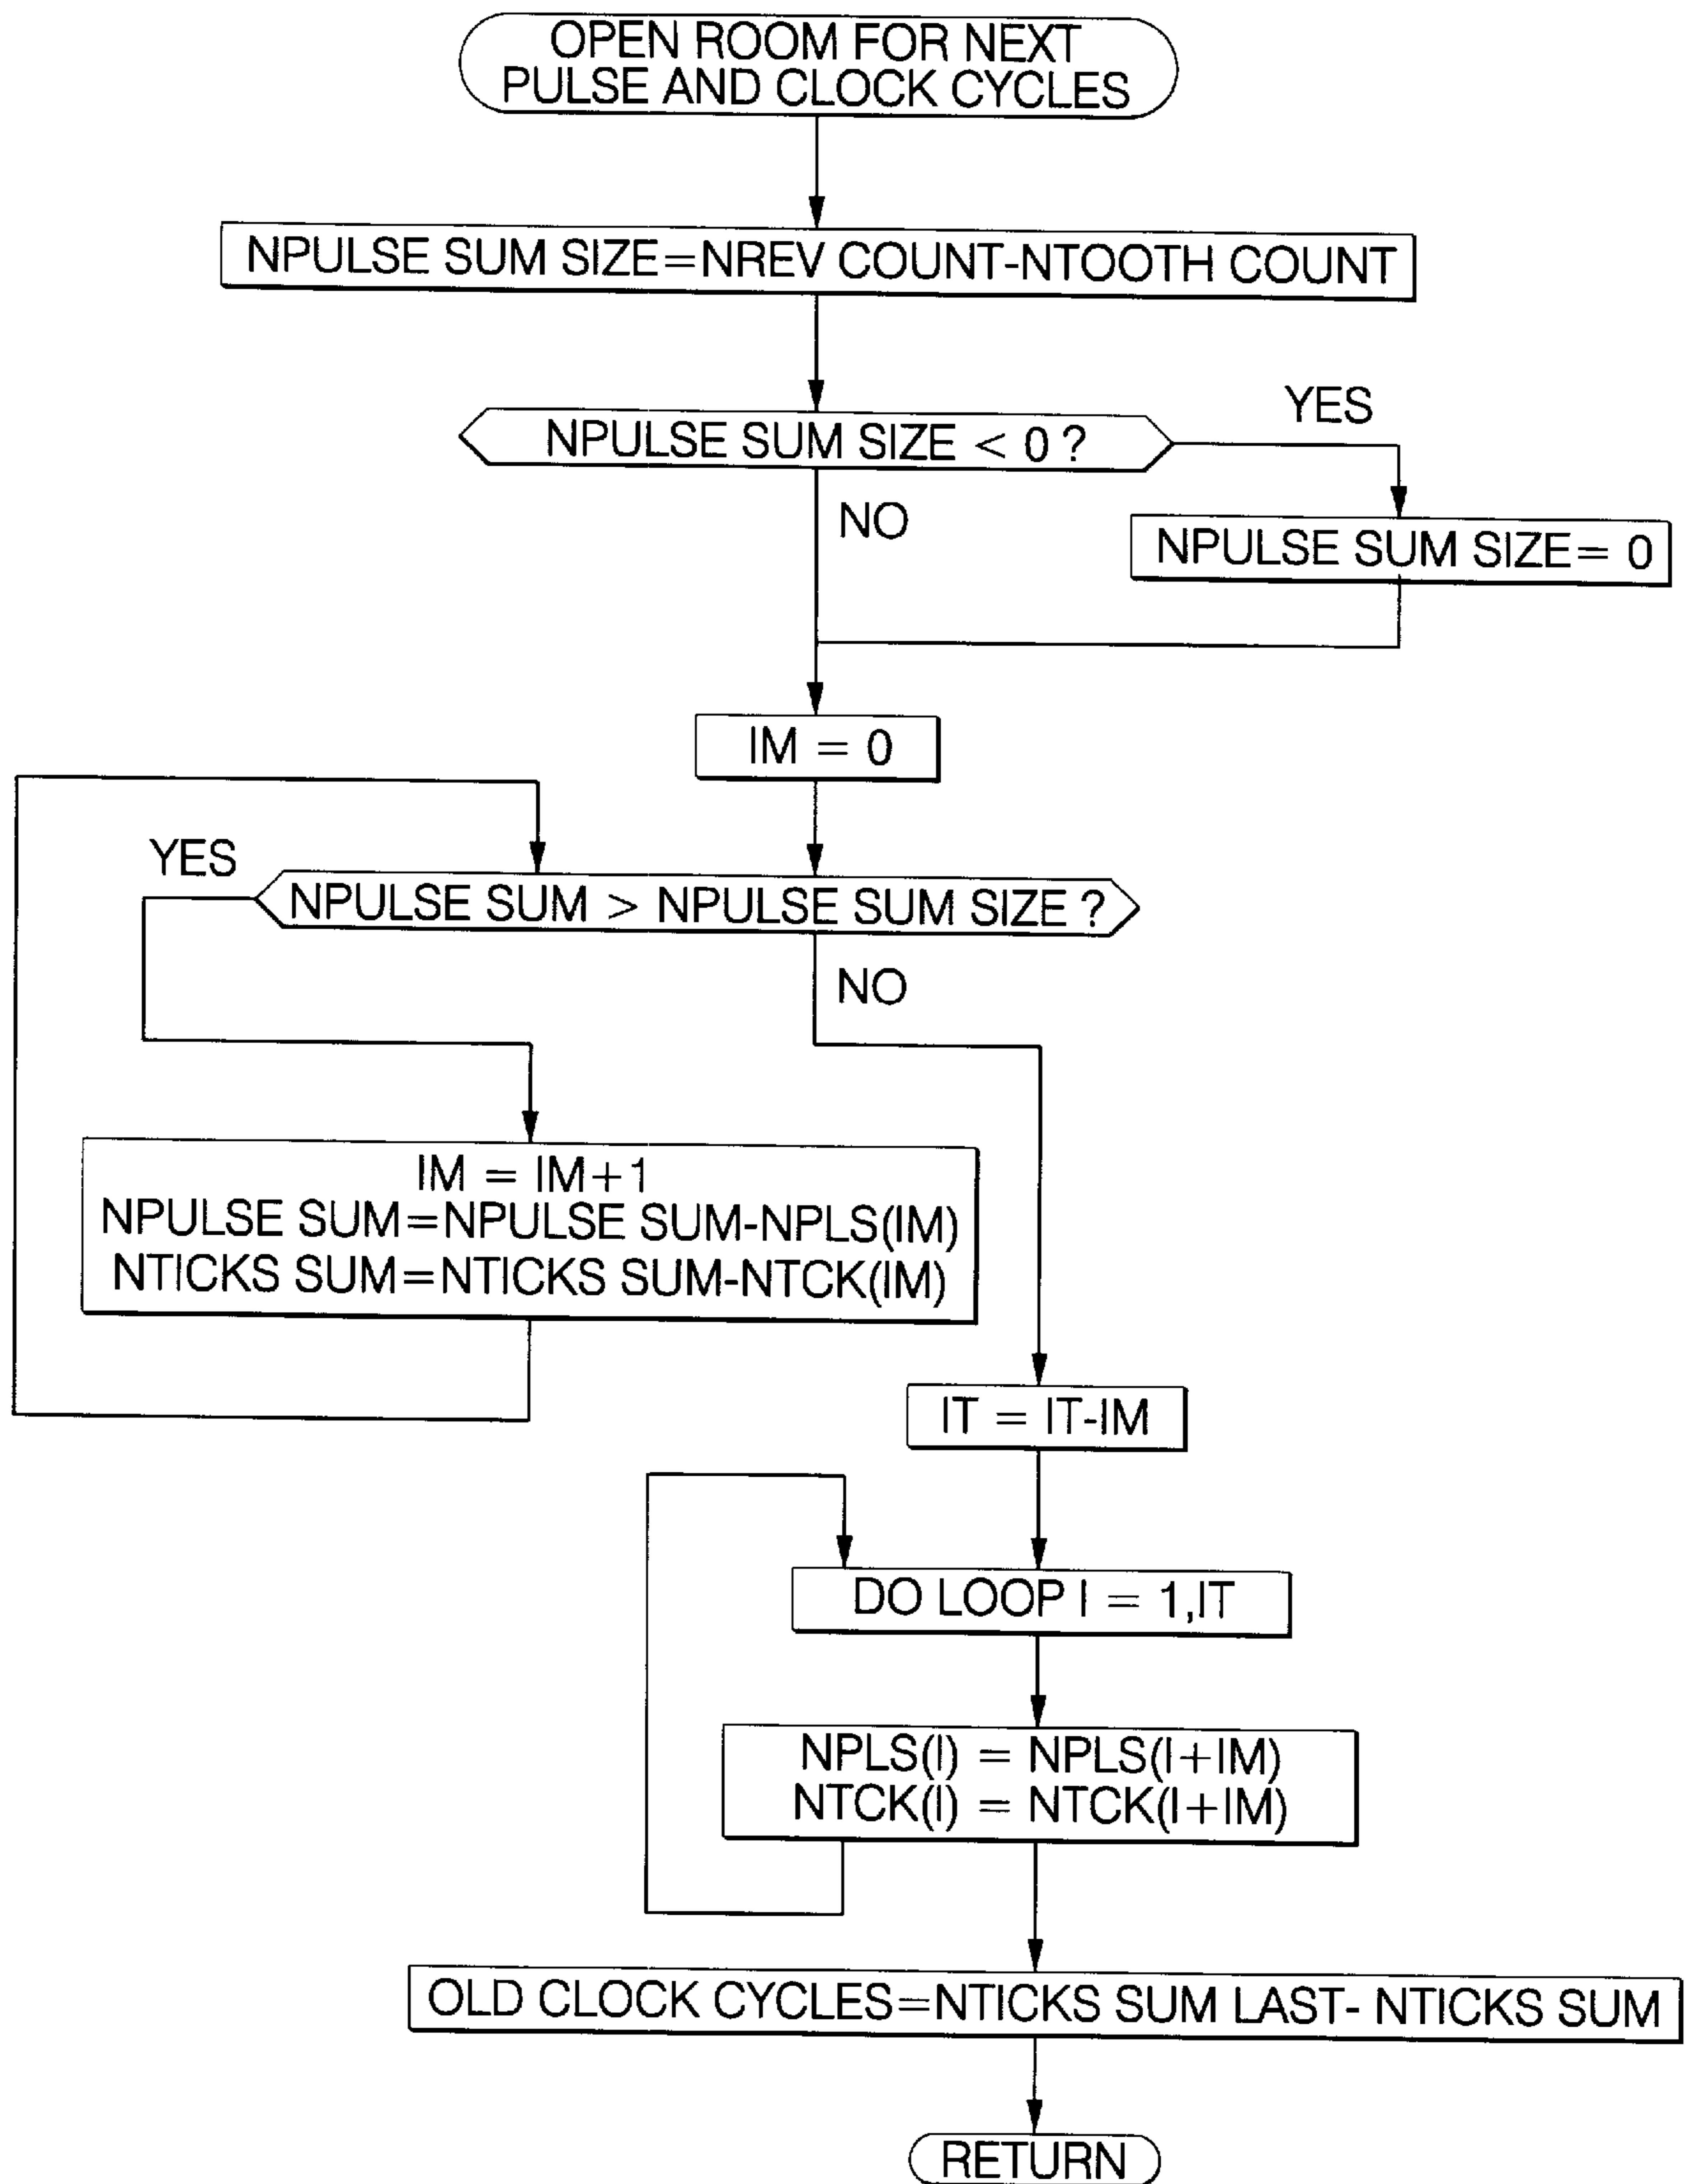 OPEN ROOM FOR NEXT
PULSE AND CLOCK CYCLES
NPULSE SUM SIZE=NREV COUNT-NTOOTH COUNT
NPULSE SUM SIZE < 0 ?
YES
NO
NPULSE SUM SIZE= 0
IM = 0
YES
NPULSE SUM > NPULSE SUM SIZE ?
NO
IM = IM+1
NPULSE SUM=NPULSE SUM-NPLS(IM)
NTICKS SUM=NTICKS SUM-NTCK(IM)
IT = IT-IM
DO LOOP I = 1,IT
NPLS(I) = NPLS(I+IM)
NTCK(I) = NTCK(I+IM)
OLD CLOCK CYCLES=NTICKS SUM LAST- NTICKS SUM
RETURN